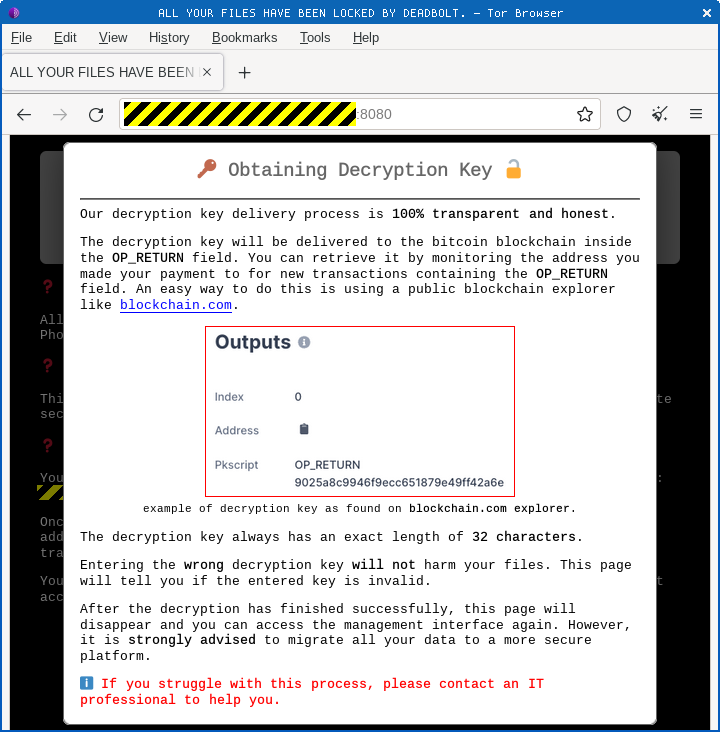 ALL YOUR FILES HAVE BEEN LOCKED BY DEADBOLT. — Tor Browser
File Edit View History Bookmarks Tools Help
ALL YOUR FILES HAVE BEEN
:8080
Obtaining Decryption Key
Our decryption key delivery process is 100% transparent and honest.
The decryption key will be delivered to the bitcoin blockchain inside
the OP_RETURN field. You can retrieve it by monitoring the address you
made your payment to for new transactions containing the OP_RETURN
field. An easy way to do this is using a public blockchain explorer
like blockchain.com.
Outputs
Index 0
Address
Pkscript OP_RETURN
9025a8c9946f9ecc651879e49ff42a6e
example of decryption key as found on blockchain.com explorer.
The decryption key always has an exact length of 32 characters.
Entering the wrong decryption key will not harm your files. This page
will tell you if the entered key is invalid.
After the decryption has finished successfully, this page will
disappear and you can access the management interface again. However,
it is strongly advised to migrate all your data to a more secure
platform.
If you struggle with this process, please contact an IT
professional to help you.